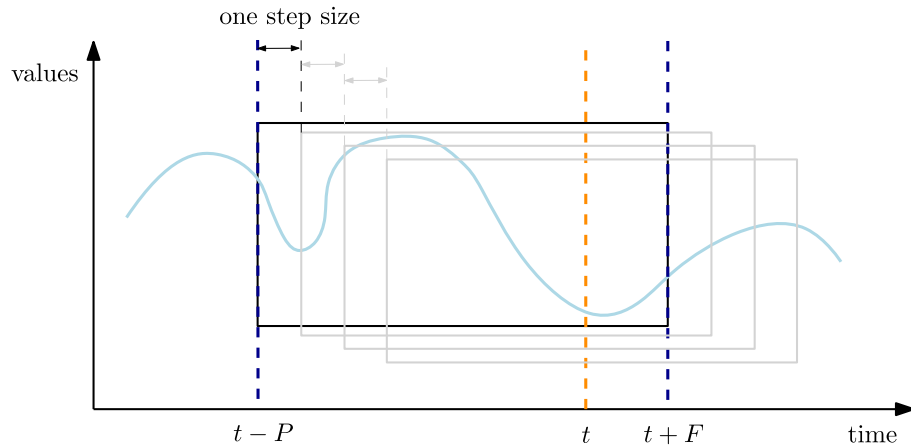 one step size
values
t − P
t
t + F
time